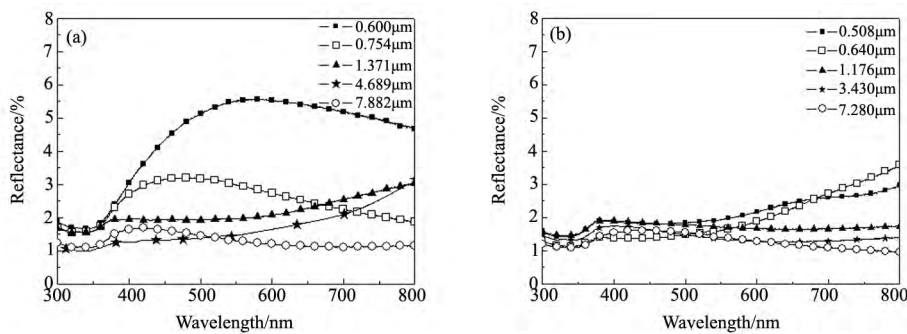 (a)
0.600μm
0.754μm
1.371μm
4.689μm
7.882μm
Reflectance/%
8
7
6
5
4
3
2
1
0
300 400 500 600 700 800
Wavelength/nm
(b)
0.508μm
0.640μm
1.176μm
3.430μm
7.280μm
Reflectance/%
8
7
6
5
4
3
2
1
0
300 400 500 600 700 800
Wavelength/nm